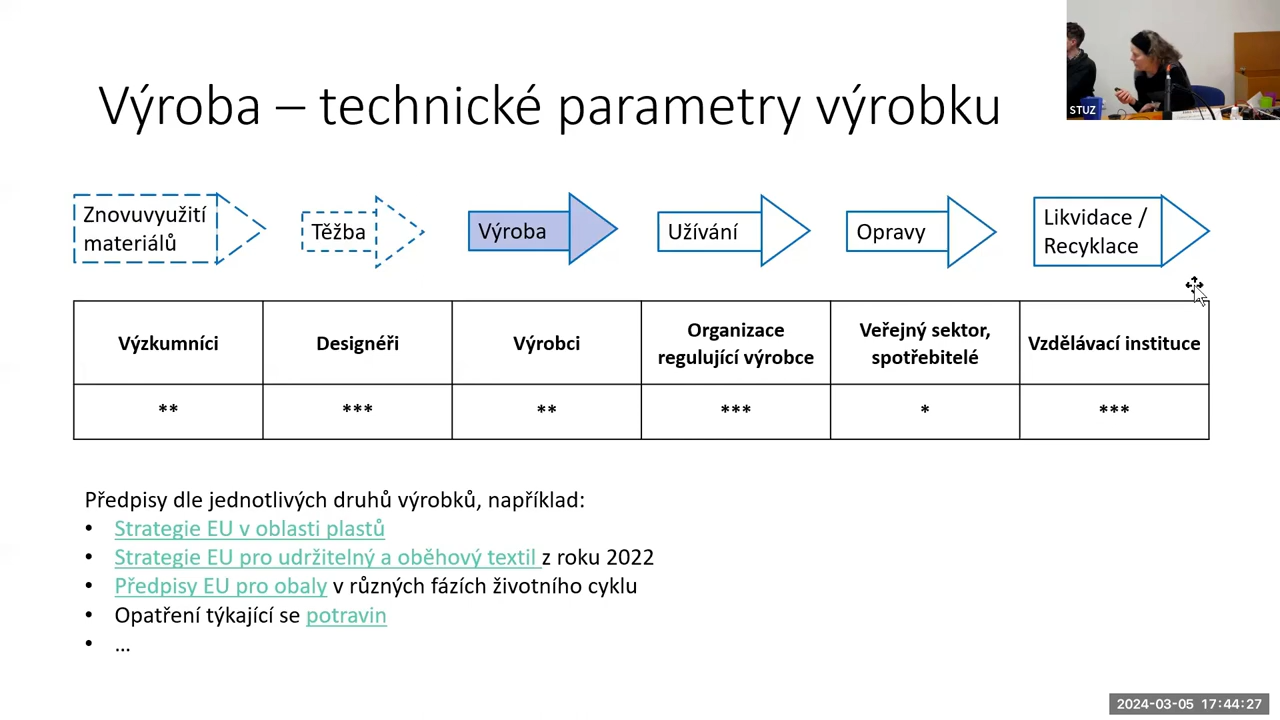 Výroba – technické parametry výrobku
STUZ
Znovuvyužití
materiálů
Těžba
Výroba
Užívání
Opravy
Likvidace /
Recyklace
Výzkumníci
Designéři
Výrobci
Organizace
regulující výrobce
Veřejný sektor,
spotřebitelé
Vzdělávací instituce
**
***
**
***
*
***
Předpisy dle jednotlivých druhů výrobků, například:
• Strategie EU v oblasti plastů
• Strategie EU pro udržitelný a oběhový textil z roku 2022
• Předpisy EU pro obaly v různých fázích životního cyklu
• Opatření týkající se potravin
• …
2024-03-05 17:44:27